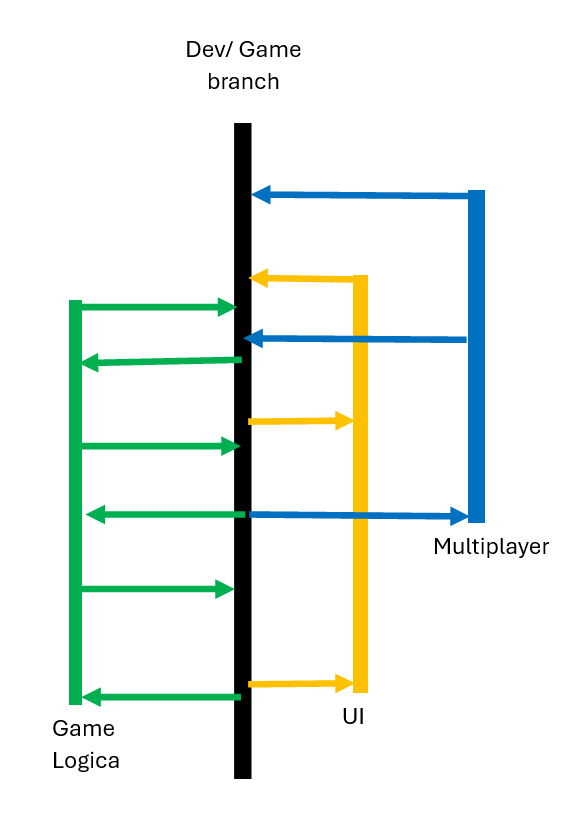 Dev/ Game
branch
Multiplayer
UI
Game
Logica